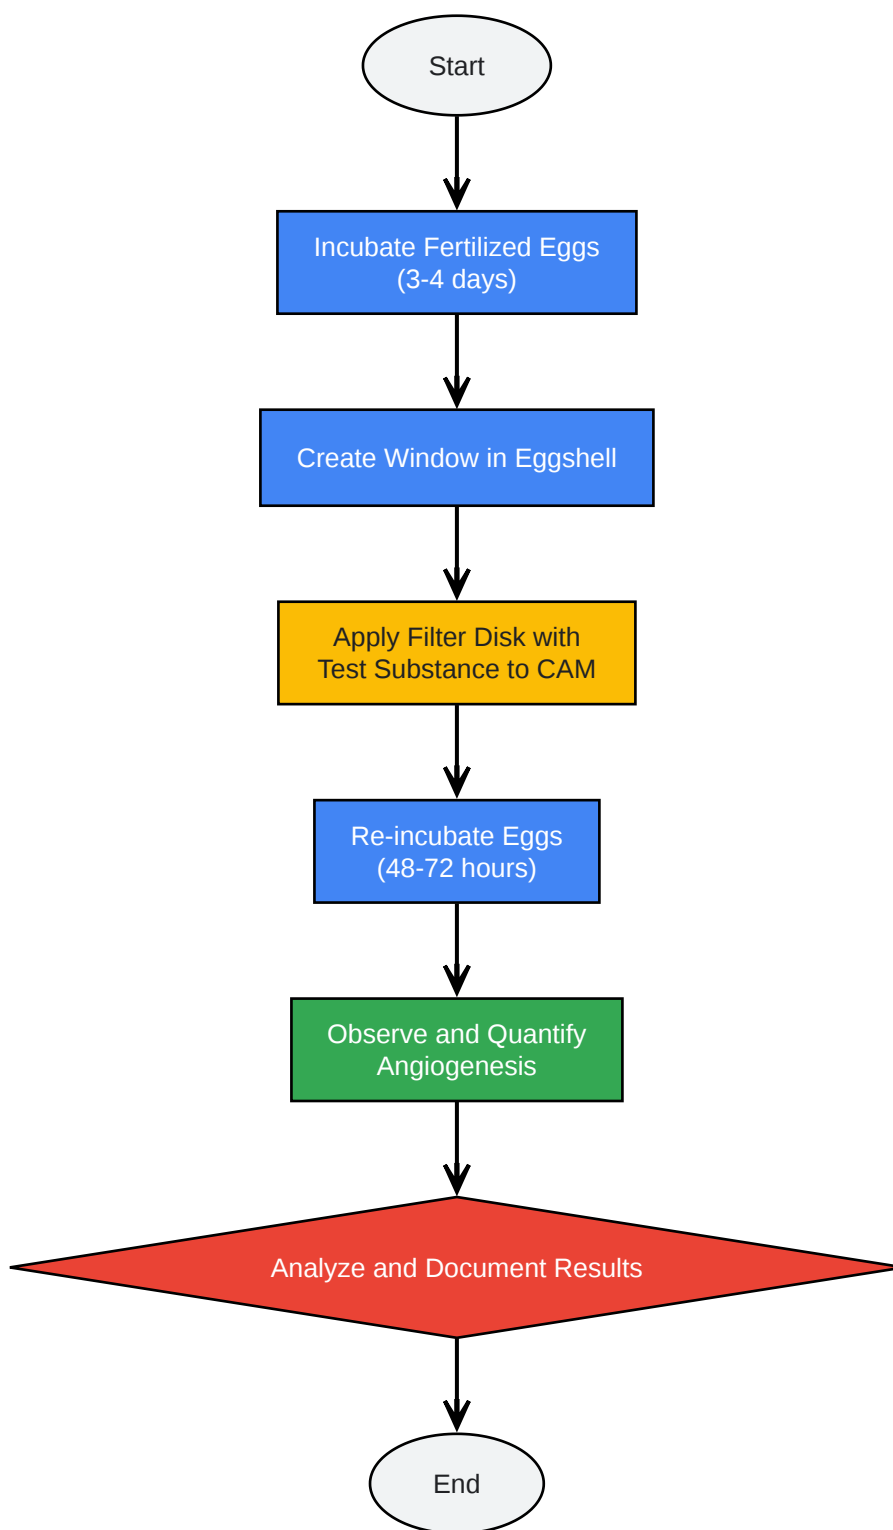 Start
Incubate Fertilized Eggs
(3-4 days)
Create Window in Eggshell
Apply Filter Disk with
Test Substance to CAM
Re-incubate Eggs
(48-72 hours)
Observe and Quantify
Angiogenesis
Analyze and Document Results
End